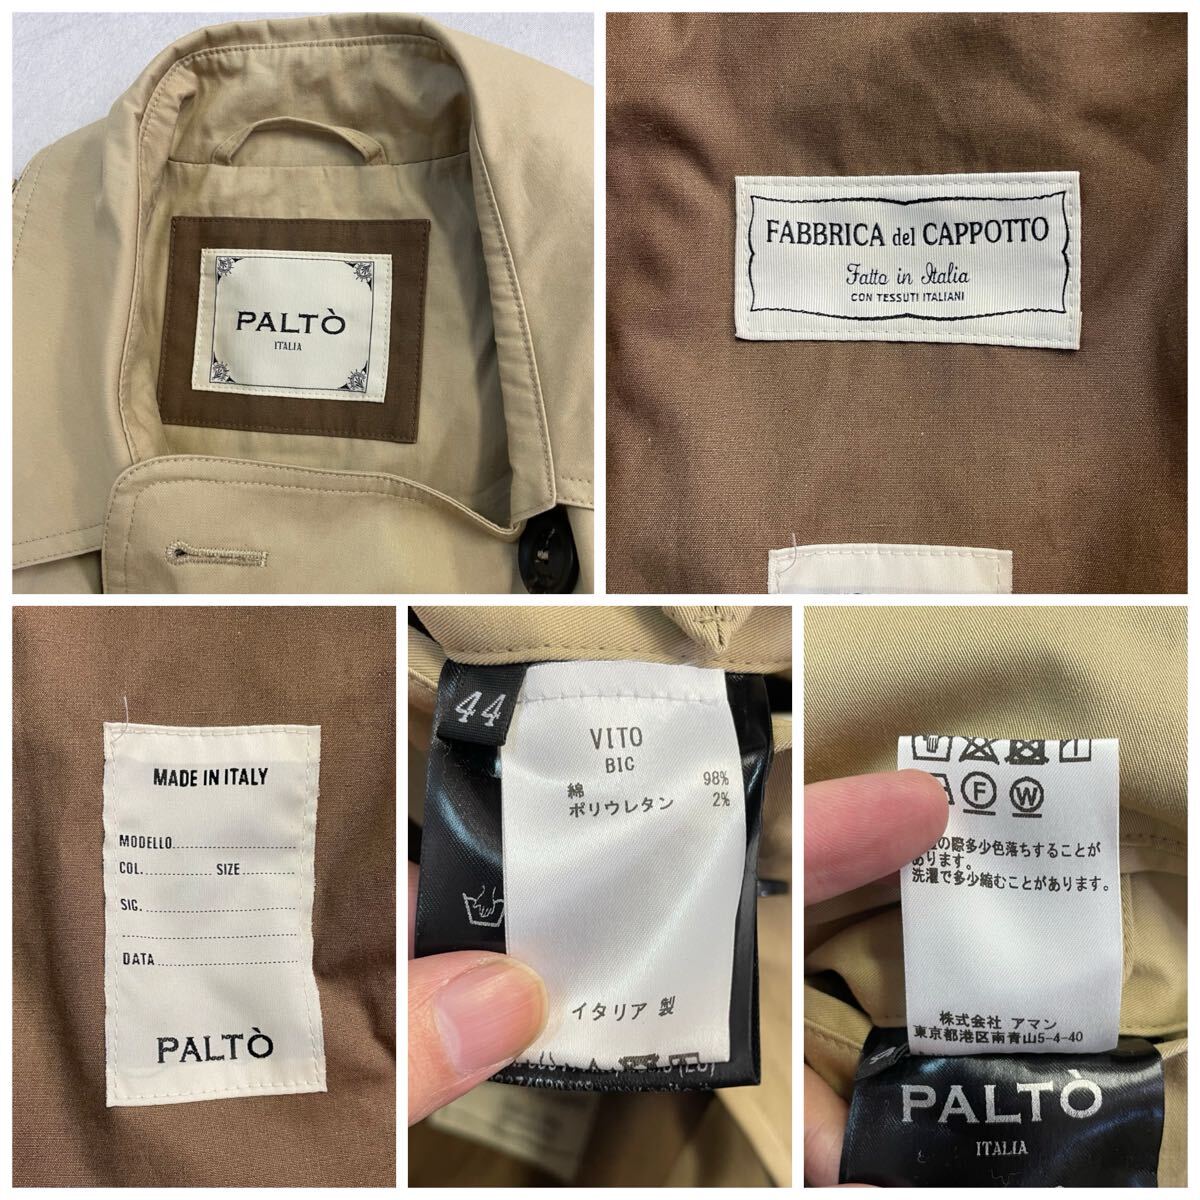 PALTÒ
ITALIA
FABBRICA del CAPPOTTO
Fatto in Italia
CON TESSUTI ITALIANI
MADE IN ITALY
MODELLO
COL. SIZE
SIG.
DATA
PALTÒ
44
VITO
BIC
綿 98%
ポリウレタン 2%
イタリア 製
F W
の際多少色落ちすることが
あります。
洗濯で多少縮むことがあります。
株式会社 アマン
東京都港区南青山5-4-40
PALTÒ
ITALIA